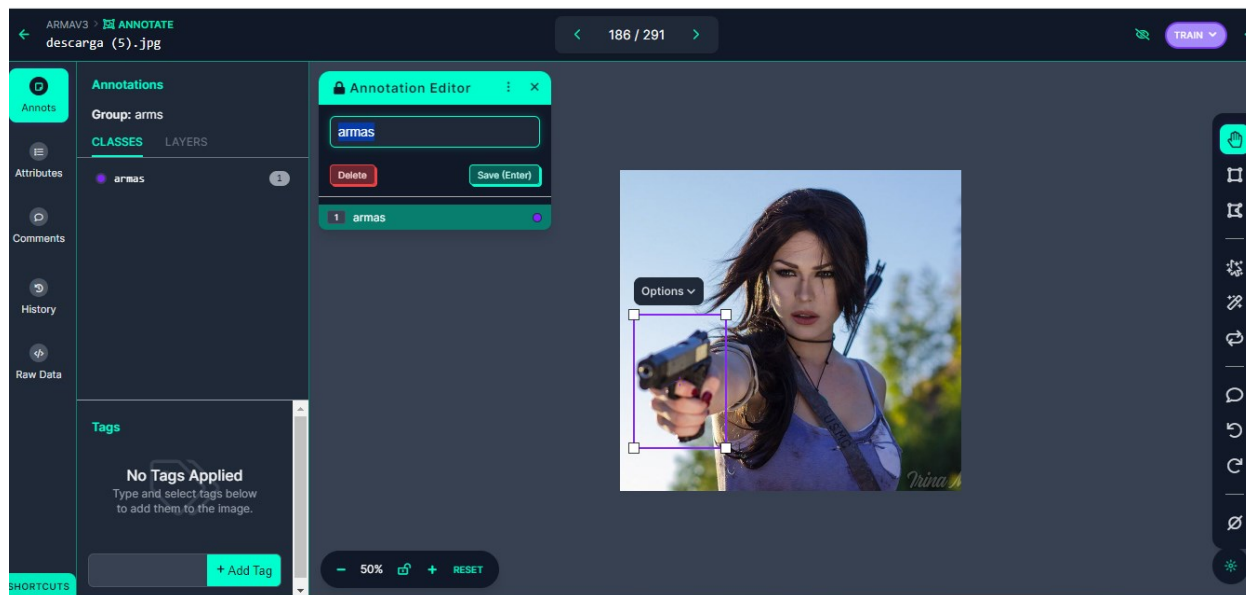 ARMAV3 > ANNOTATE
descarga (5).jpg
< 186 / 291 >
TRAIN
Annots
Attributes
Comments
History
Raw Data
SHORTCUTS
Annotations
Group: arms
CLASSES LAYERS
armas 1
Tags
No Tags Applied
Type and select tags below
to add them to the image.
+ Add Tag
Annotation Editor
armas
Delete Save (Enter)
1 armas
Options
Irina
- 50% + RESET